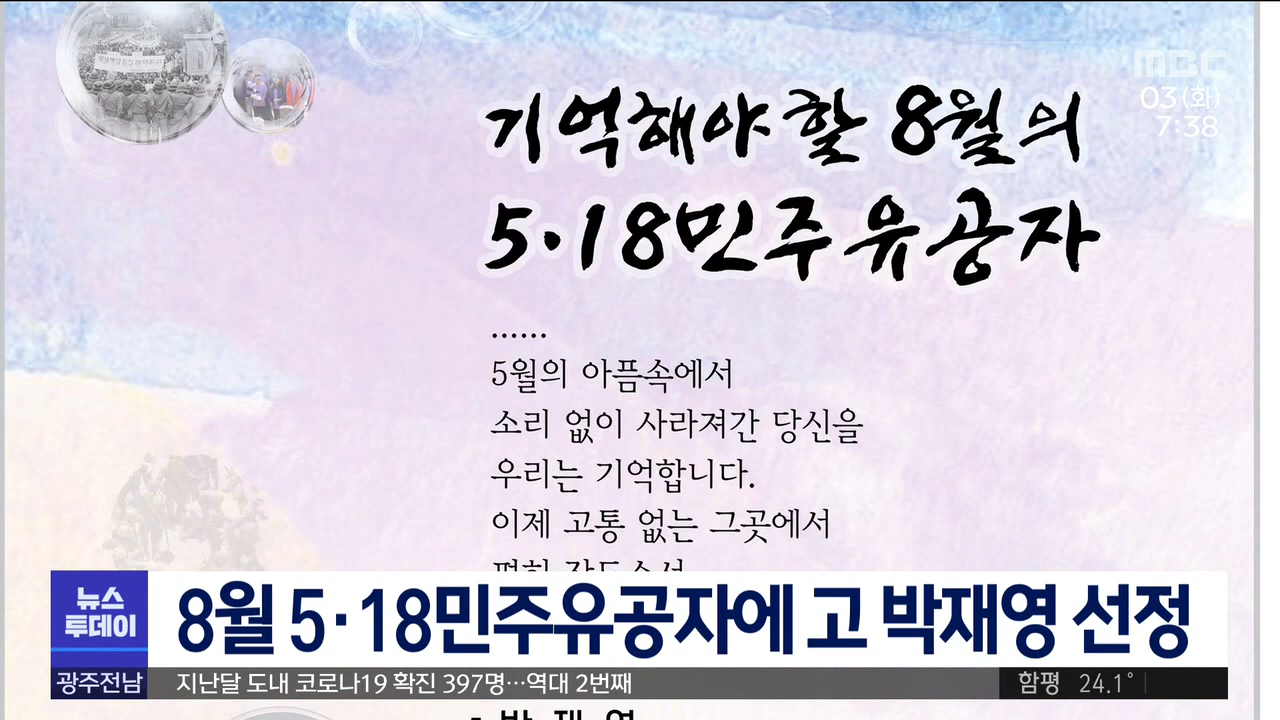 MBC
03(화)
7:38
기억해야 할 8월의
5·18민주유공자
......
5월의 아픔속에서
소리 없이 사라져간 당신을
우리는 기억합니다.
이제 고통 없는 그곳에서
뉴스
투데이
8월 5·18민주유공자에 고 박재영 선정
광주전남
지난달 도내 코로나19 확진 397명…역대 2번째
함평 24.1°